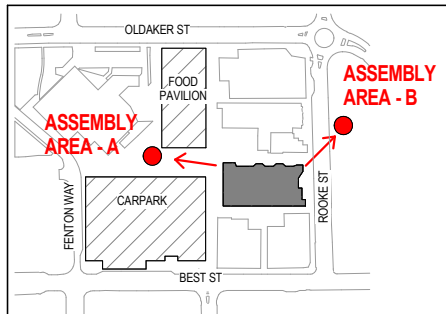 OLDAKER ST
FOOD
PAVILION
ASSEMBLY
AREA - B
ASSEMBLY
AREA - A
FENTON WAY
CARPARK
ROOKE ST
BEST ST